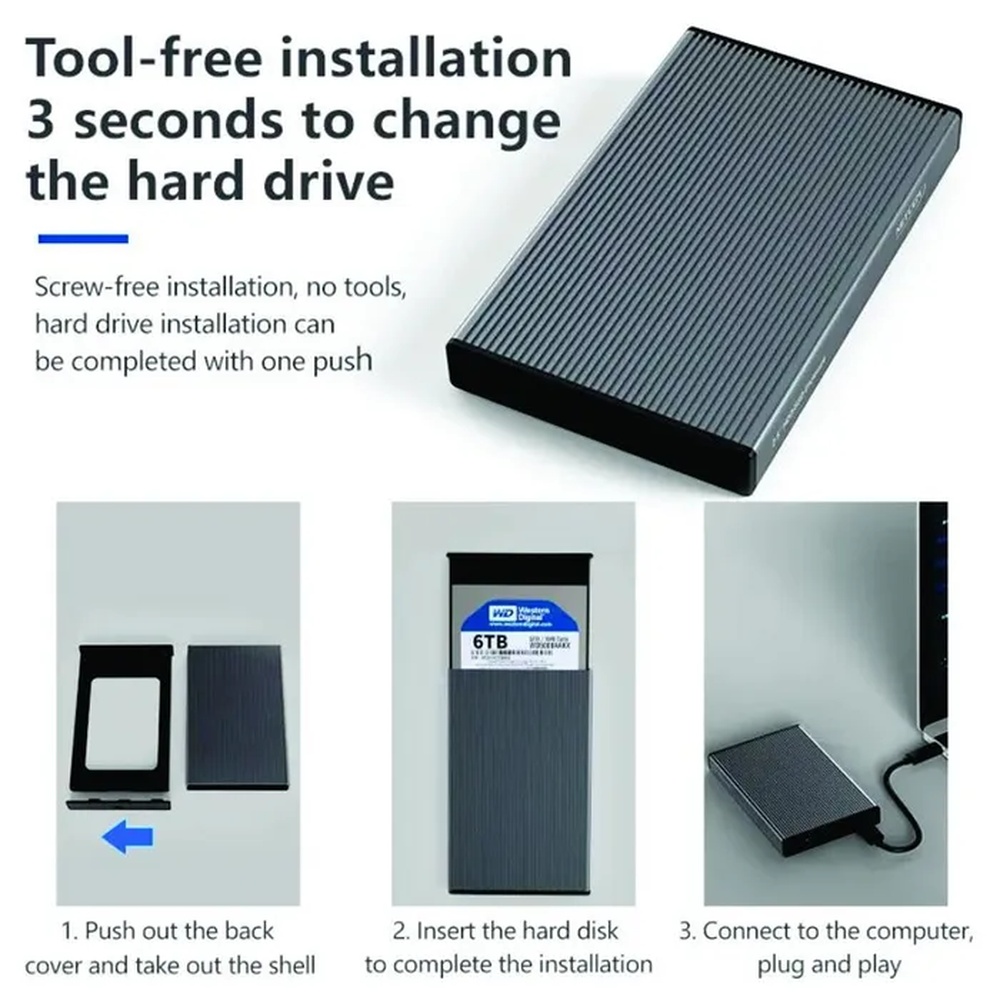 Tool-free installation
3 seconds to change
the hard drive
Screw-free installation, no tools,
hard drive installation can
be completed with one push
WD Western
Digital
6TB
1. Push out the back
cover and take out the shell
2. Insert the hard disk
to complete the installation
3. Connect to the computer,
plug and play